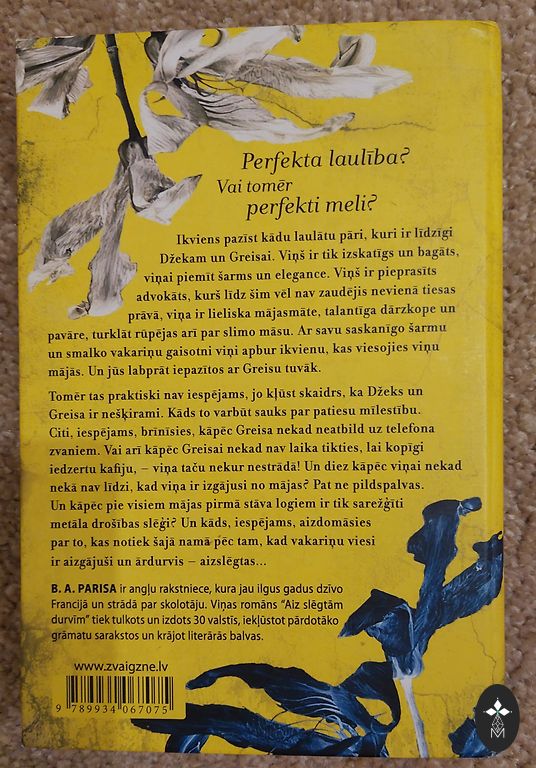 Perfekta laulība?
Vai tomēr
perfekti meli?
Ikviens pazīst kādu laulātu pāri, kuri ir līdzīgi
Džekam un Greisai. Viņš ir tik izskatīgs un bagāts,
viņai piemīt šarms un elegance. Viņš ir pieprasīts
advokāts, kurš līdz šim vēl nav zaudējis nevienā tiesas
prāvā, viņa ir lieliska mājasmāte, talantīga dārzkope un
pavāre, turklāt rūpējas arī par slimo māsu. Ar savu saskanīgo šarmu
un smalko vakariņu gaisotni viņi apbur ikvienu, kas viesojies viņu
mājās. Un jūs labprāt iepazītos ar Greisu tuvāk.
Tomēr tas praktiski nav iespējams, jo kļūst skaidrs, ka Džeks un
Greisa ir nešķirami. Kāds to varbūt sauks par patiesu mīlestību.
Citi, iespējams, brīnīsies, kāpēc Greisa nekad neatbild uz telefona
zvaniem. Vai arī kāpēc Greisai nekad nav laika tikties, lai kopīgi
iedzertu kafiju, – viņa taču nekur nestrādā! Un diez kāpēc viņai nekad
nekā nav līdzi, kad viņa ir izgājusi no mājas? Pat ne pildspalvas.
Un kāpēc pie visiem mājas pirmā stāva logiem ir tik sarežģīti
metāla drošības slēģi? Un kāds, iespējams, aizdomāsies
par to, kas notiek šajā namā pēc tam, kad vakariņu viesi
ir aizgājuši un ārdurvis – aizslēgtas...
B. A. PARISA ir angļu rakstniece, kura jau ilgus gadus dzīvo
Francijā un strādā par skolotāju. Viņas romāns "Aiz slēgtām
durvīm" tiek tulkots un izdots 30 valstīs, iekļūstot pārdotāko
grāmatu sarakstos un krājot literārās balvas.
www.zvaigzne.lv
9 789934 067075
M